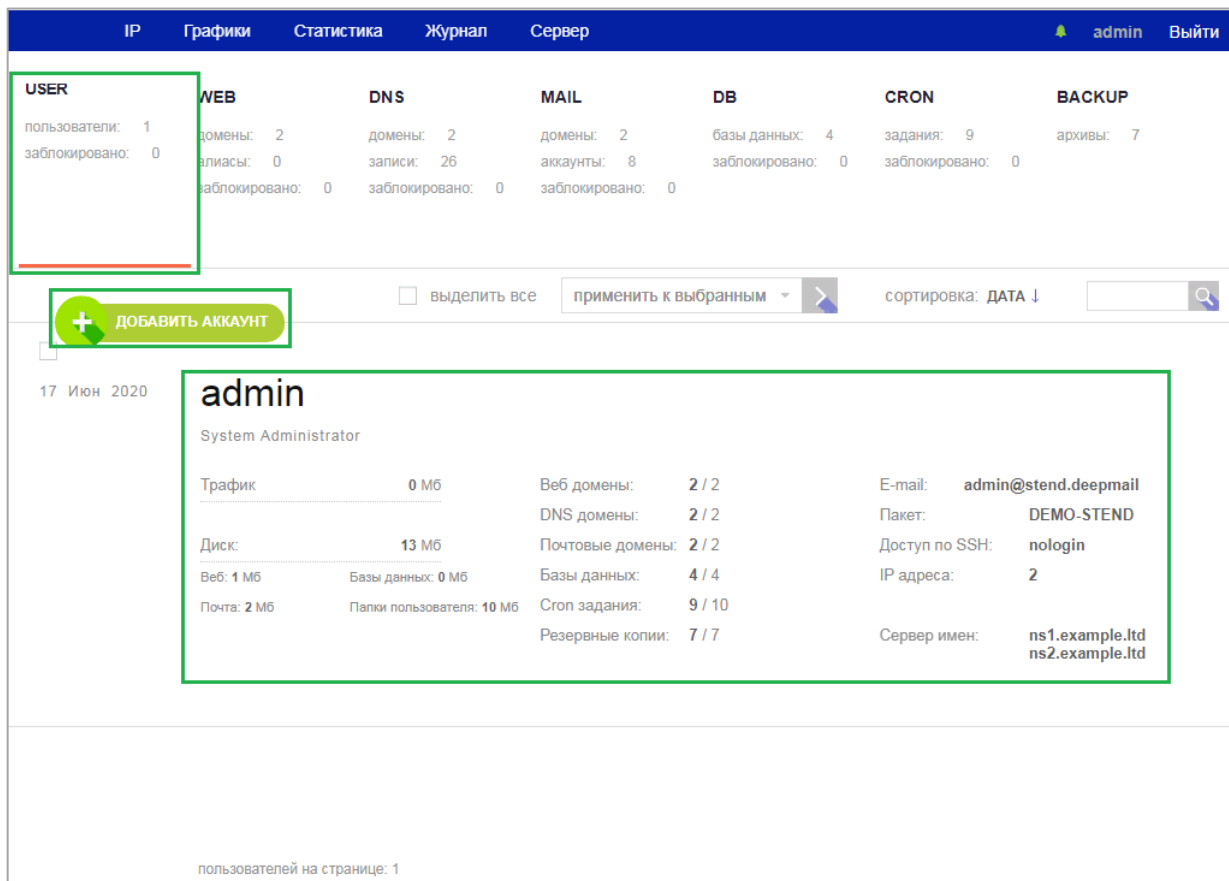 IP Графики Статистика Журнал Сервер admin Выйти
USER WEB DNS MAIL DB CRON BACKUP
пользователи: 1 домены: 2 домены: 2 домены: 2 базы данных: 4 задания: 9 архивы: 7
заблокировано: 0 алиасы: 0 записи: 26 аккаунты: 8 заблокировано: 0 заблокировано: 0
заблокировано: 0 заблокировано: 0 заблокировано: 0
ДОБАВИТЬ АККАУНТ выделить все применить к выбранным сортировка: ДАТА ↓
17 Июн 2020 admin
System Administrator
Трафик 0 Мб Веб домены: 2 / 2 E-mail: admin@stend.deepmail
DNS домены: 2 / 2 Пакет: DEMO-STEND
Диск: 13 Мб Почтовые домены: 2 / 2 Доступ по SSH: nologin
Веб: 1 Мб Базы данных: 0 Мб Базы данных: 4 / 4 IP адреса: 2
Почта: 2 Мб Папки пользователя: 10 Мб Cron задания: 9 / 10
Резервные копии: 7 / 7 Сервер имен: ns1.example.ltd
ns2.example.ltd
пользователей на странице: 1